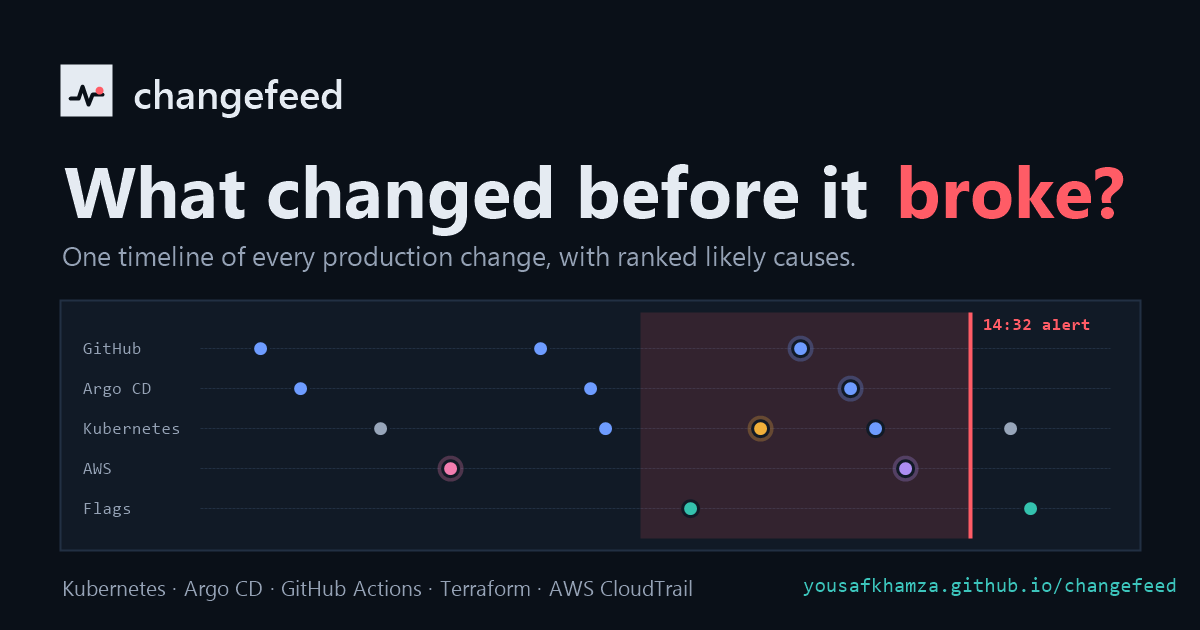 changefeed
What changed before it broke?
One timeline of every production change, with ranked likely causes.
14:32 alert
GitHub
Argo CD
Kubernetes
AWS
Flags
Kubernetes · Argo CD · GitHub Actions · Terraform · AWS CloudTrail
yousafkhamza.github.io/changefeed